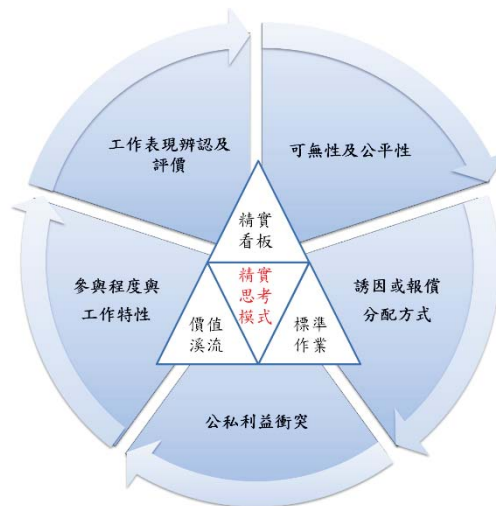 工作表現辨認及
評價
可無性及公平性
精實
看板
參與程度與
工作特性
精實
思考
模式
誘因或報償
分配方式
價值
溪流
標準
作業
公私利益衝突